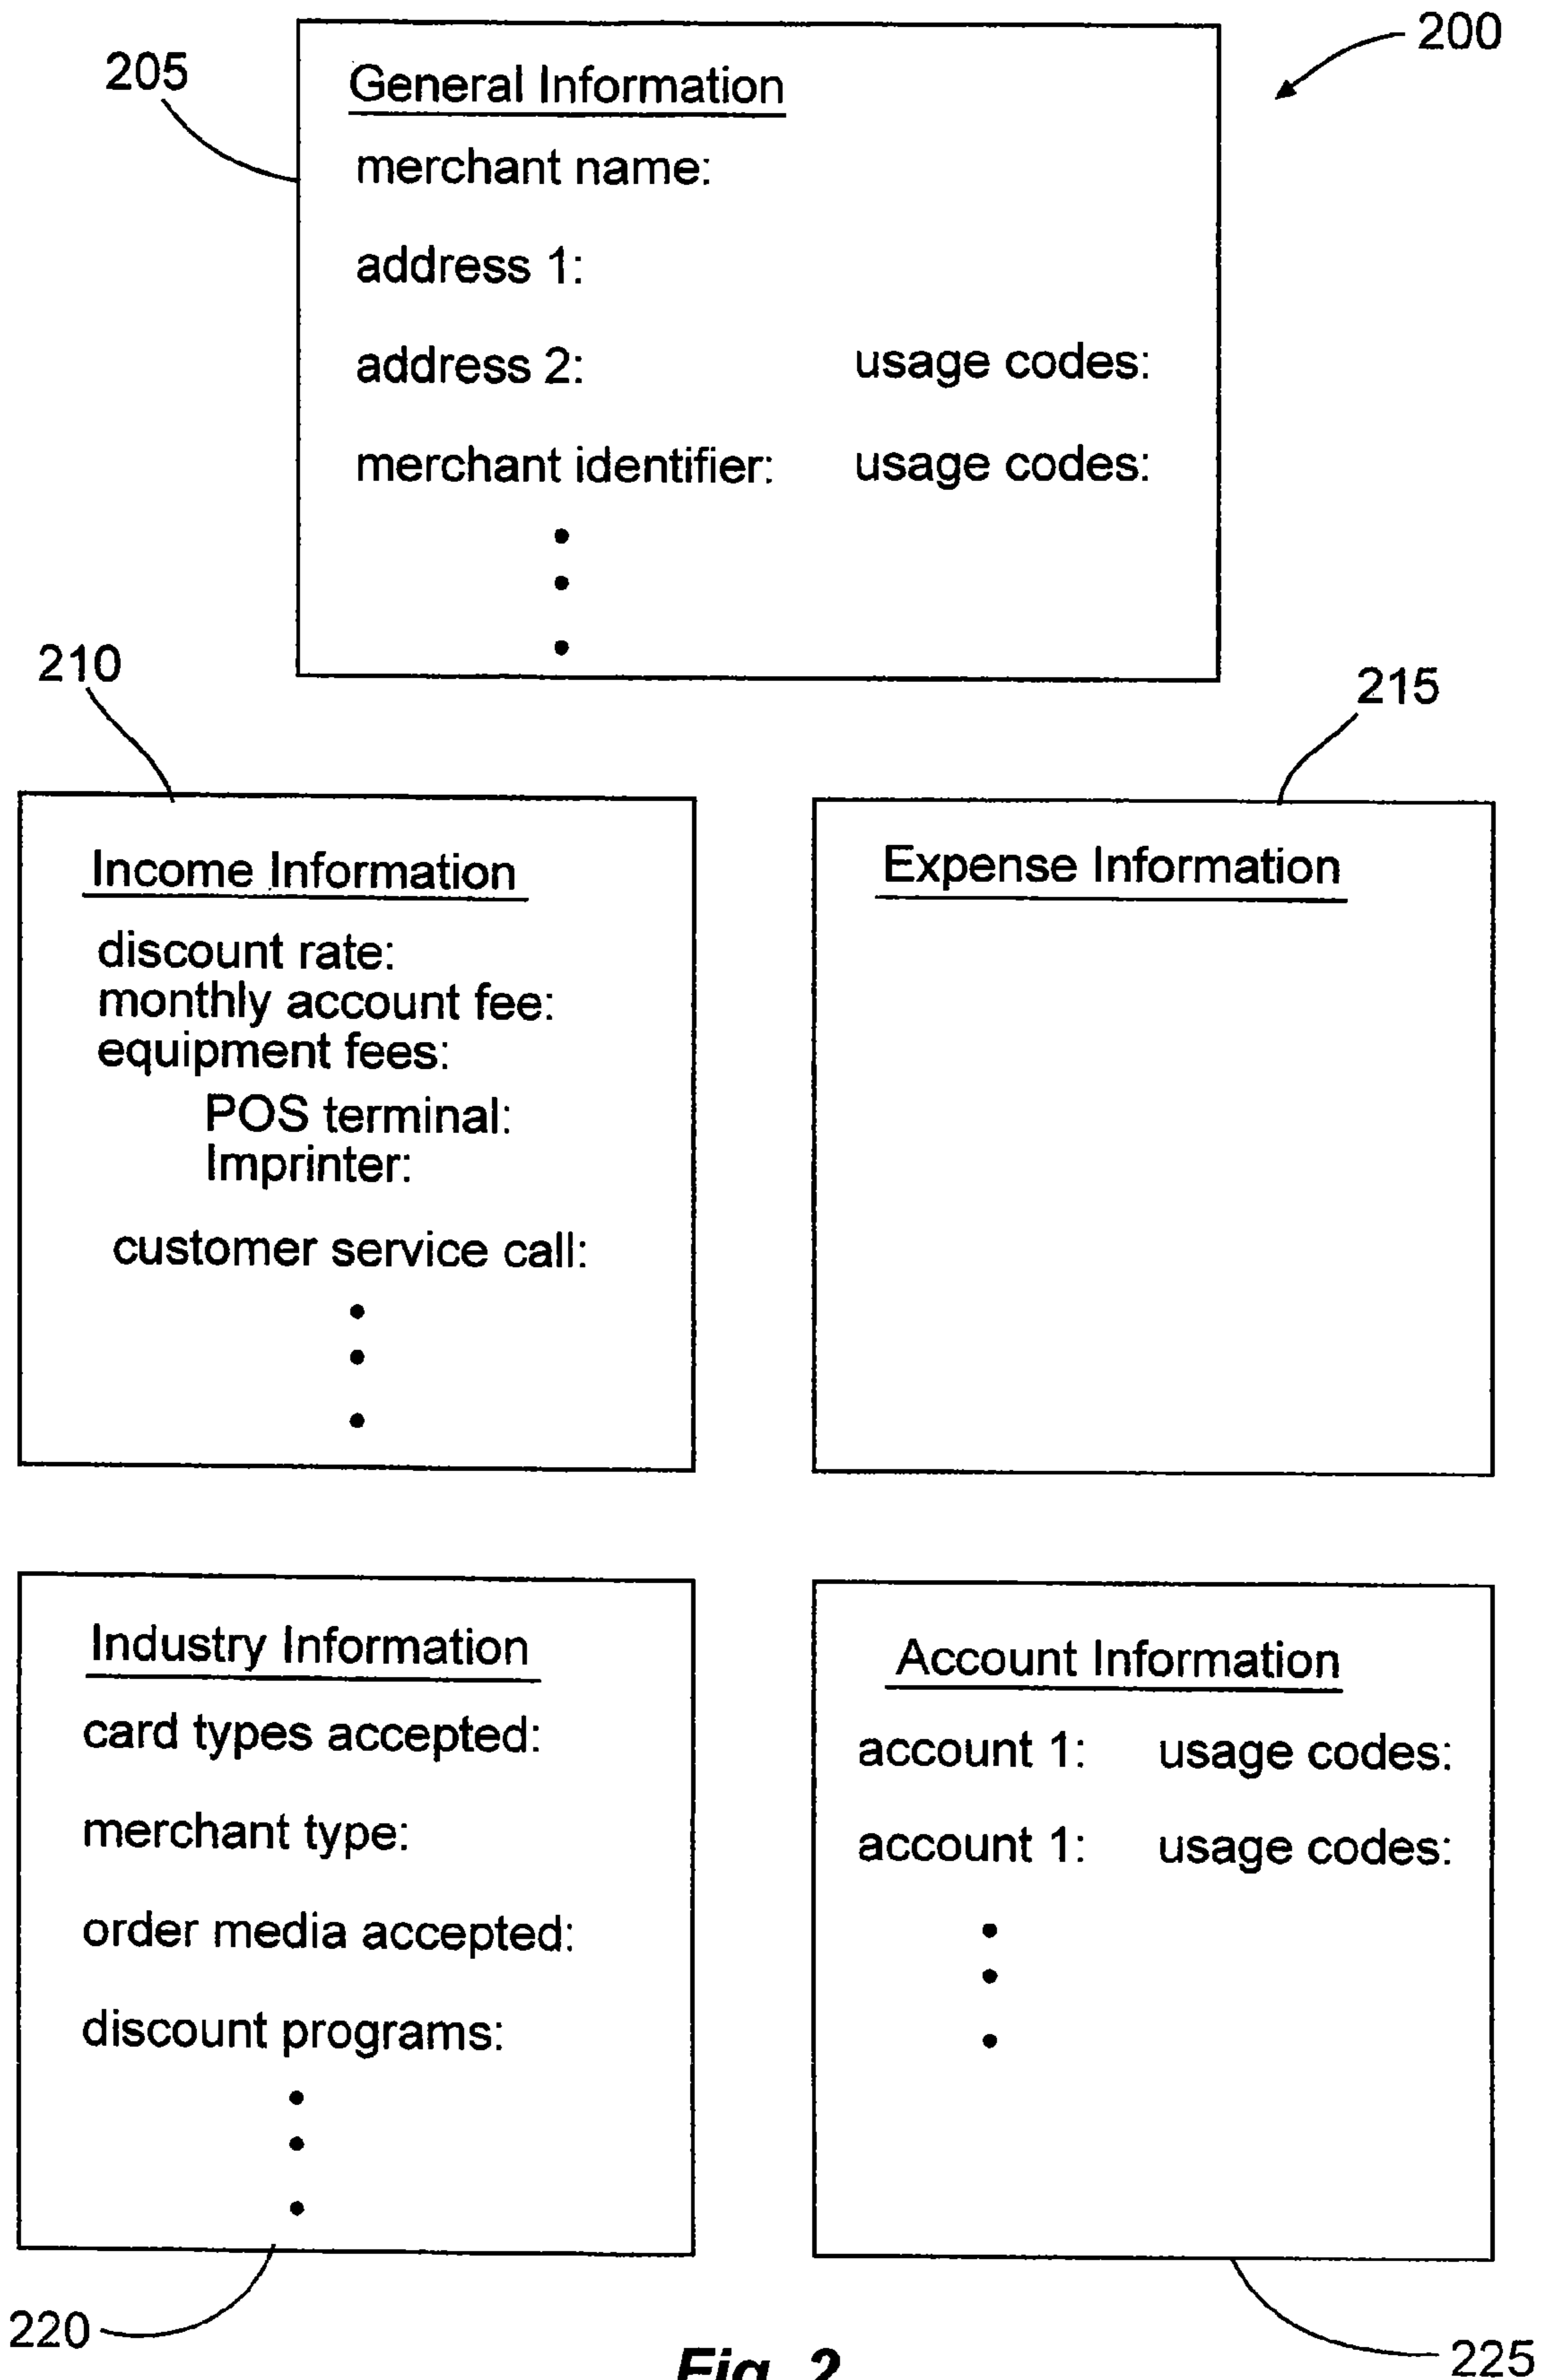 200
205
General Information
merchant name:
address 1:
address 2: usage codes:
merchant identifier: usage codes:
210
215
Income Information
discount rate:
monthly account fee:
equipment fees:
POS terminal:
Imprinter:
customer service call:
Expense Information
Industry Information
card types accepted:
merchant type:
order media accepted:
discount programs:
Account Information
account 1: usage codes:
account 1: usage codes:
220
225
Fig. 2